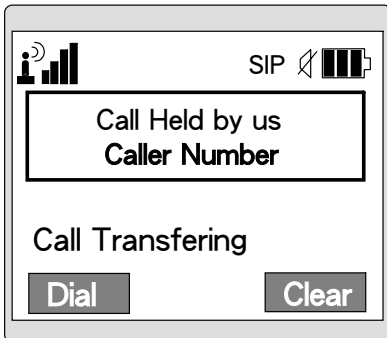 SIP
Call Held by us
Caller Number
Call Transfering
Dial Clear